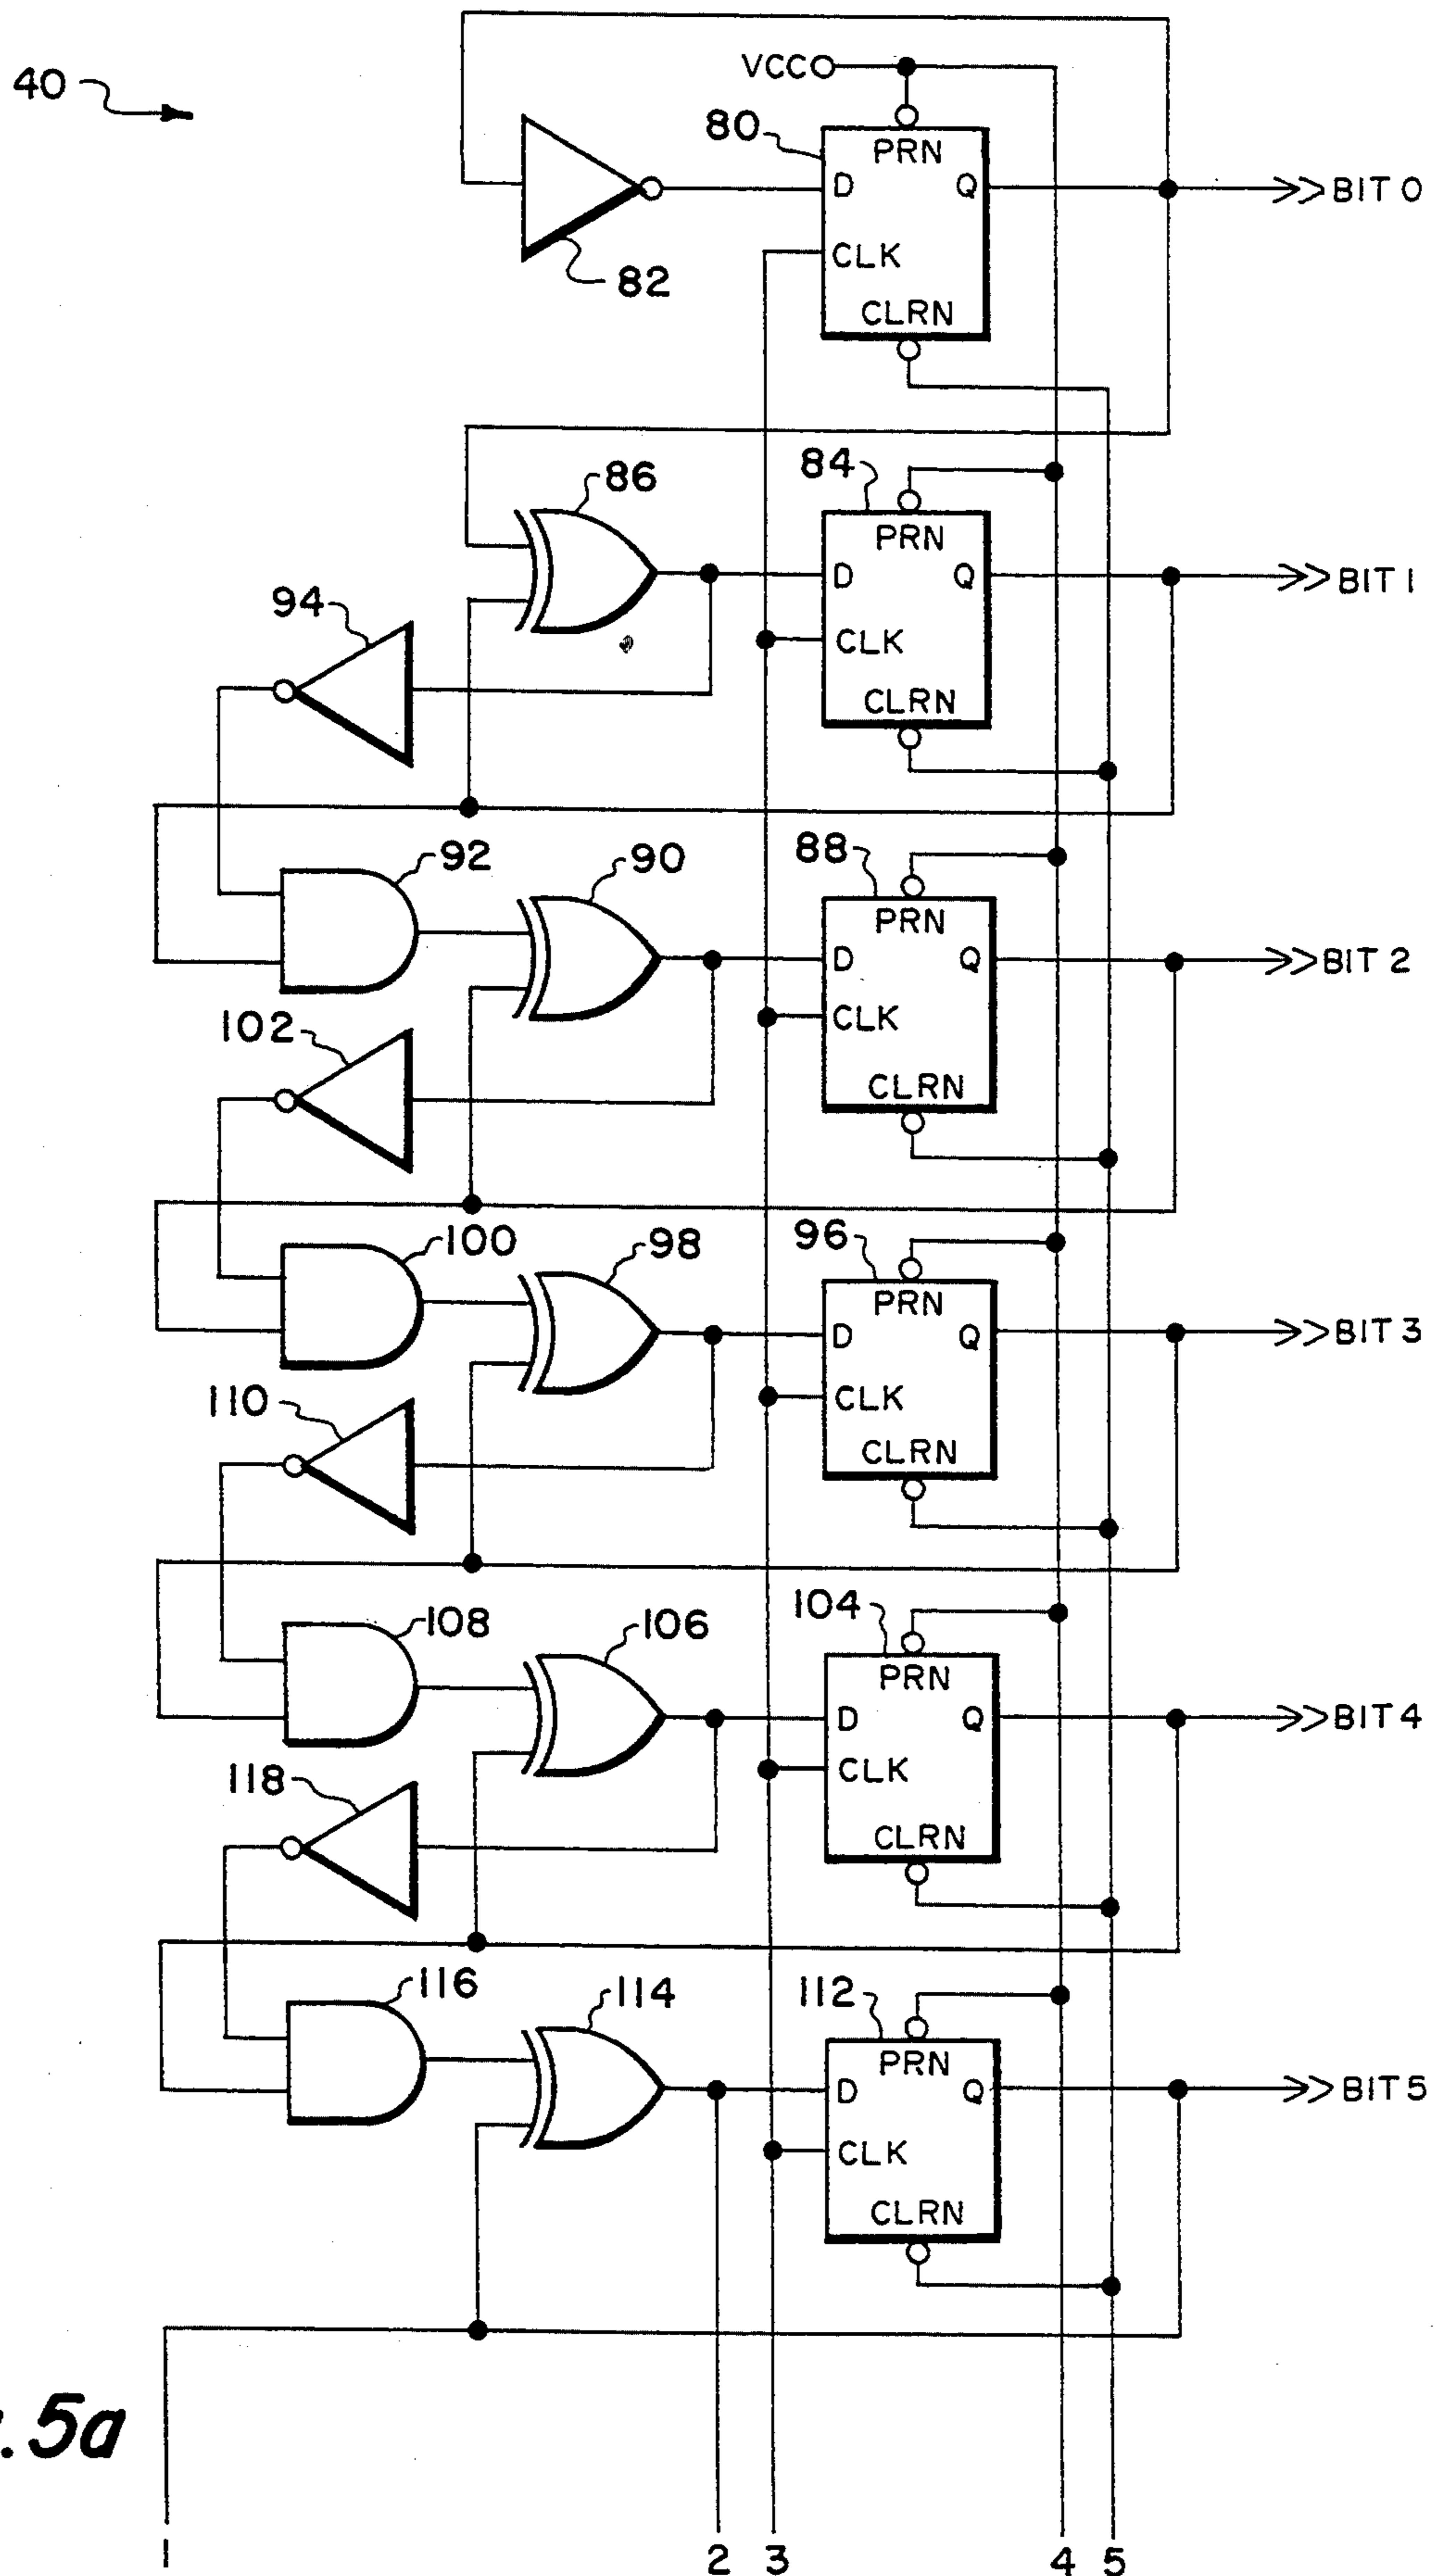 40
VCC
80
PRN
D Q
BIT 0
CLK
82
CLRN
84
86
PRN
D Q
BIT 1
94
CLK
CLRN
92
90
88
PRN
D Q
BIT 2
102
CLK
CLRN
100
98
96
PRN
D Q
BIT 3
110
CLK
CLRN
108
106
104
PRN
D Q
BIT 4
118
CLK
CLRN
116
114
112
PRN
D Q
BIT 5
CLK
CLRN
. 5a
1 2 3 4 5